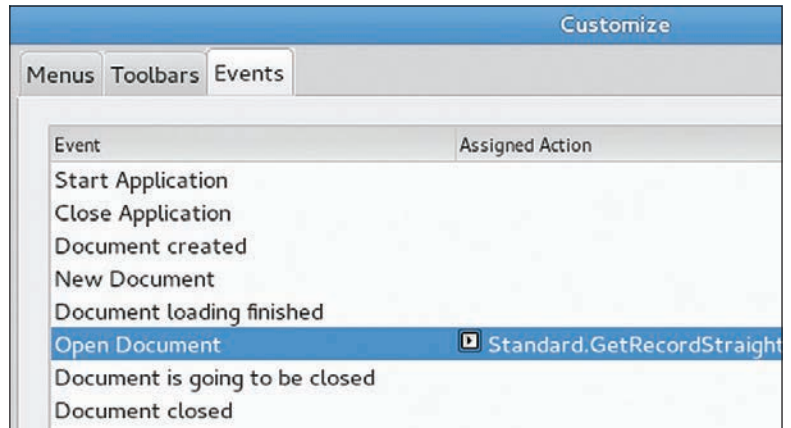 Customize
Menus Toolbars Events
Event Assigned Action
Start Application
Close Application
Document created
New Document
Document loading finished
Open Document Standard.GetRecordStraight
Document is going to be closed
Document closed